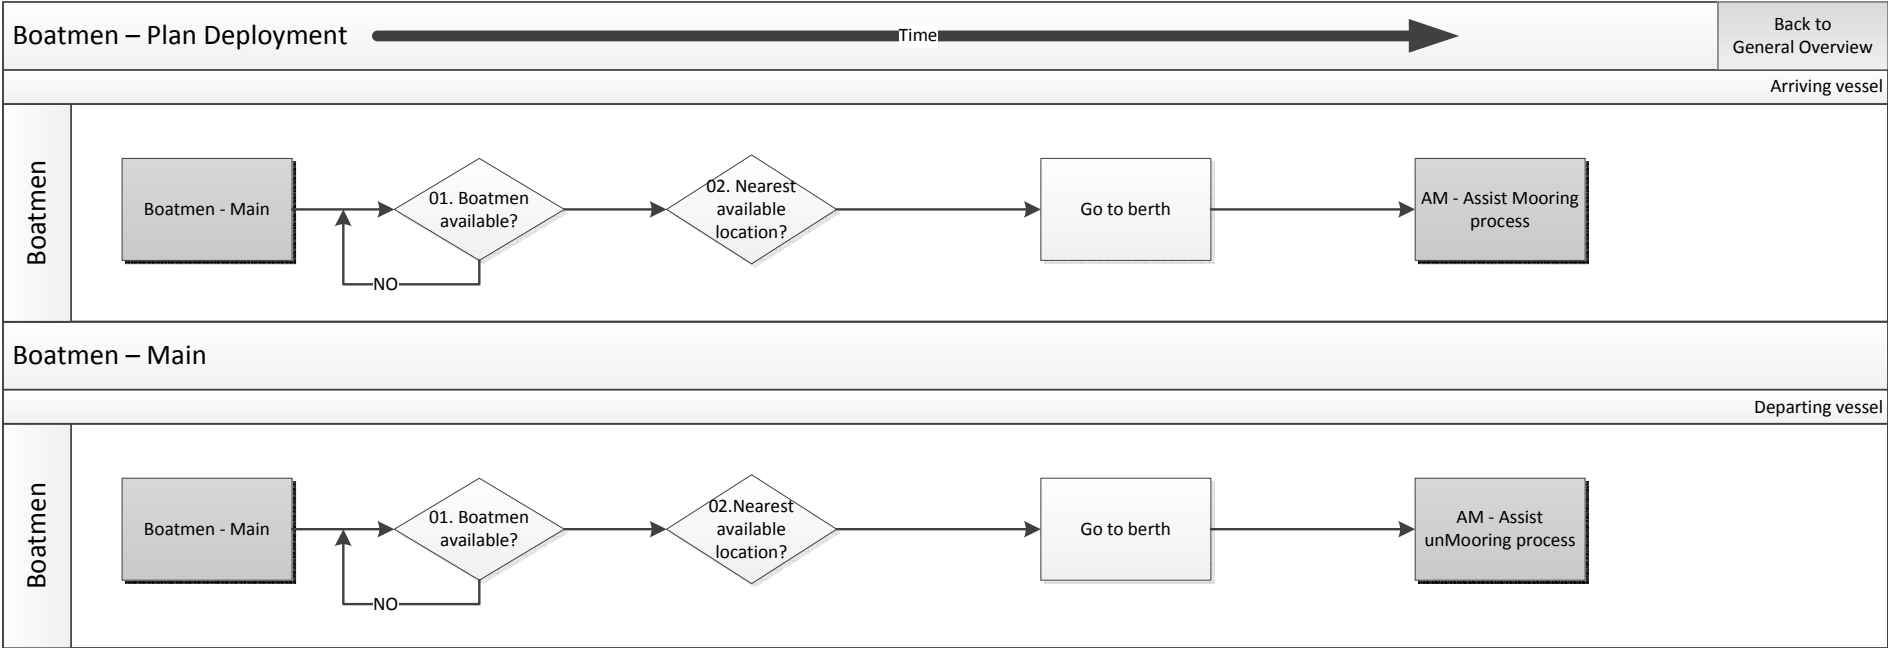 Boatmen – Plan Deployment
Time
Back to
General Overview
Arriving vessel
Boatmen
Boatmen - Main
01. Boatmen
available?
NO
02. Nearest
available
location?
Go to berth
AM - Assist Mooring
process
Boatmen – Main
Departing vessel
Boatmen
Boatmen - Main
01. Boatmen
available?
NO
02.Nearest
available
location?
Go to berth
AM - Assist
unMooring process